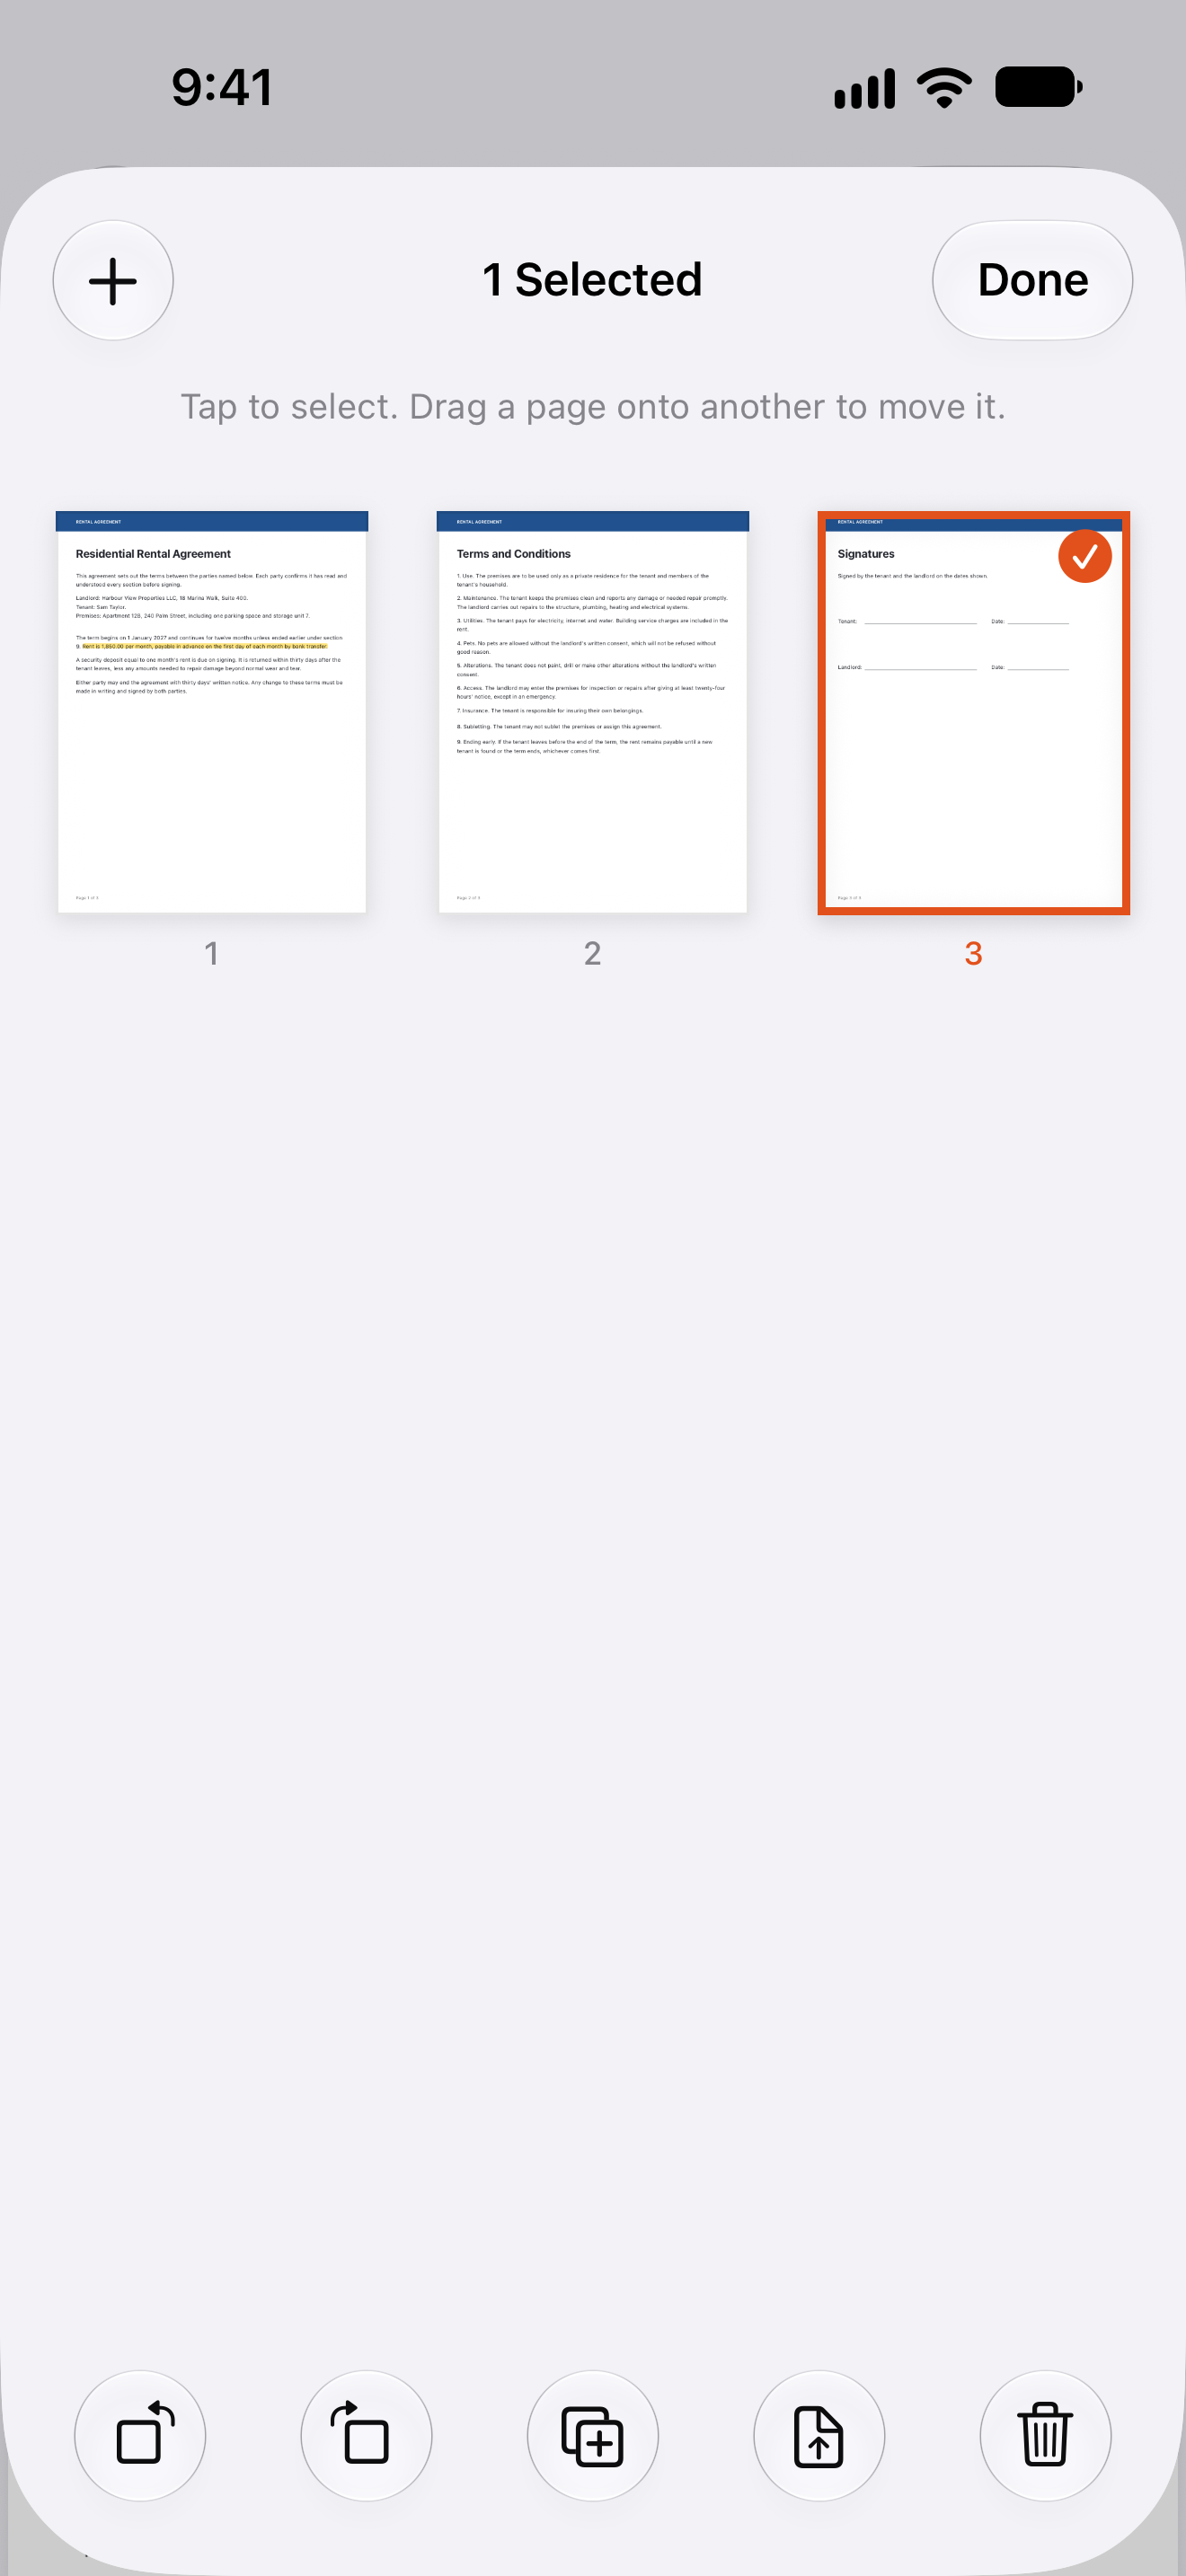 9:41
1 Selected
Done
Tap to select. Drag a page onto another to move it.
RENTAL AGREEMENT
Residential Rental Agreement
This agreement sets out the terms between the parties named below. Each party confirms it has read and
understood every section before signing.
Landlord: Harbour View Properties LLC, 18 Marina Walk, Suite 400.
Tenant: Sam Taylor.
Premises: Apartment 12B, 240 Palm Street, including one parking space and storage unit 7.
The term begins on 1 January 2027 and continues for twelve months unless ended earlier under section
9. Rent is 1,850.00 per month, payable in advance on the first day of each month by bank transfer.
A security deposit equal to one month's rent is due on signing. It is returned within thirty days after the
tenant leaves, less any amounts needed to repair damage beyond normal wear and tear.
Either party may end the agreement with thirty days' written notice. Any change to these terms must be
made in writing and signed by both parties.
Page 1 of 3
1
RENTAL AGREEMENT
Terms and Conditions
1. Use. The premises are to be used only as a private residence for the tenant and members of the
tenant's household.
2. Maintenance. The tenant keeps the premises clean and reports any damage or needed repair promptly.
The landlord carries out repairs to the structure, plumbing, heating and electrical systems.
3. Utilities. The tenant pays for electricity, internet and water. Building service charges are included in the
rent.
4. Pets. No pets are allowed without the landlord's written consent, which will not be refused without
good reason.
5. Alterations. The tenant does not paint, drill or make other alterations without the landlord's written
consent.
6. Access. The landlord may enter the premises for inspection or repairs after giving at least twenty-four
hours' notice, except in an emergency.
7. Insurance. The tenant is responsible for insuring their own belongings.
8. Subletting. The tenant may not sublet the premises or assign this agreement.
9. Ending early. If the tenant leaves before the end of the term, the rent remains payable until a new
tenant is found or the term ends, whichever comes first.
Page 2 of 3
2
RENTAL AGREEMENT
Signatures
Signed by the tenant and the landlord on the dates shown.
Tenant: Date:
Landlord: Date:
Page 3 of 3
3